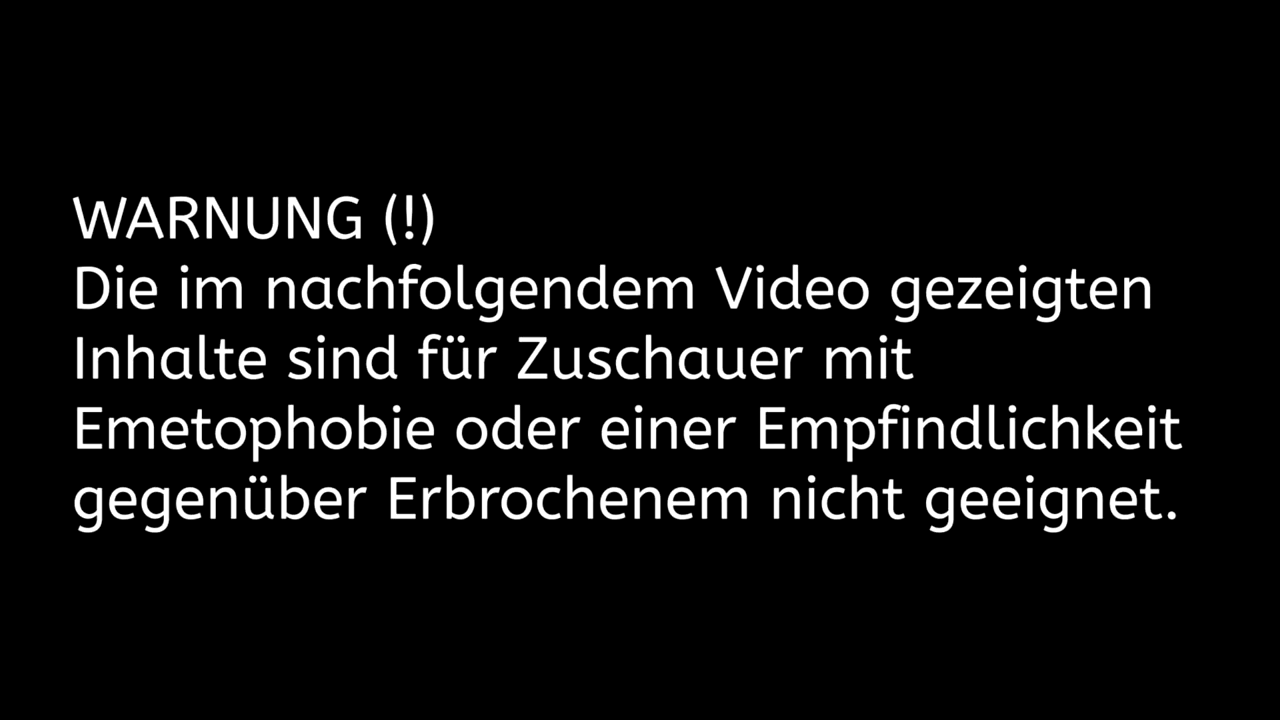 WARNUNG (!)
Die im nachfolgendem Video gezeigten
Inhalte sind für Zuschauer mit
Emetophobie oder einer Empfindlichkeit
gegenüber Erbrochenem nicht geeignet.